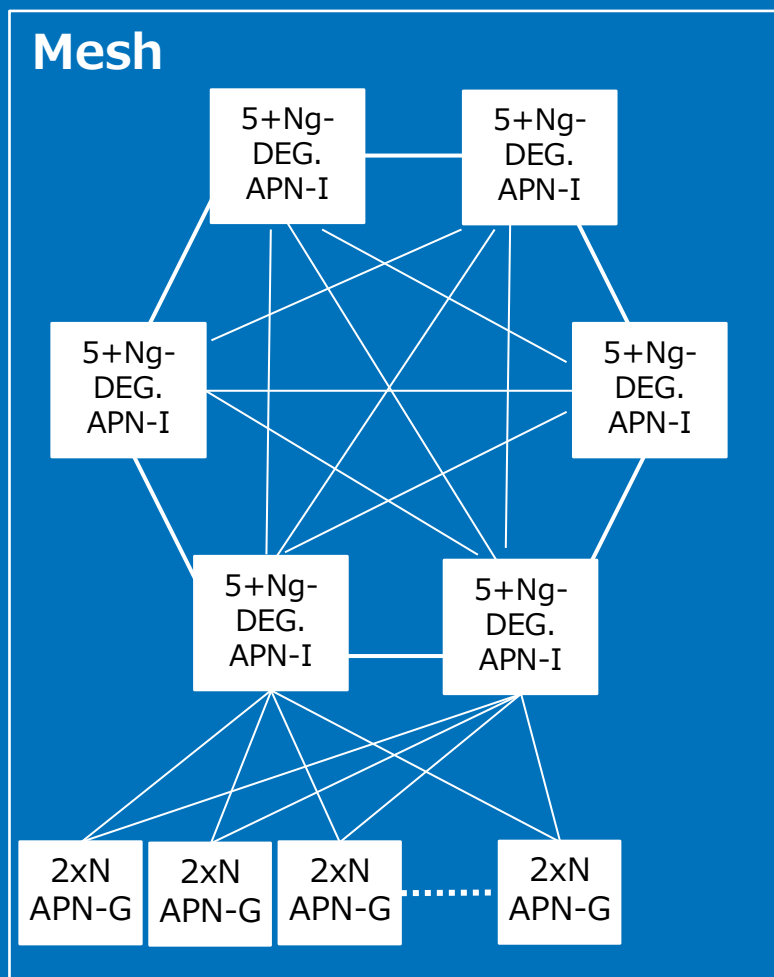 Mesh
5+Ng-
DEG.
APN-I
5+Ng-
DEG.
APN-I
5+Ng-
DEG.
APN-I
5+Ng-
DEG.
APN-I
5+Ng-
DEG.
APN-I
5+Ng-
DEG.
APN-I
2xN
APN-G
2xN
APN-G
2xN
APN-G
2xN
APN-G